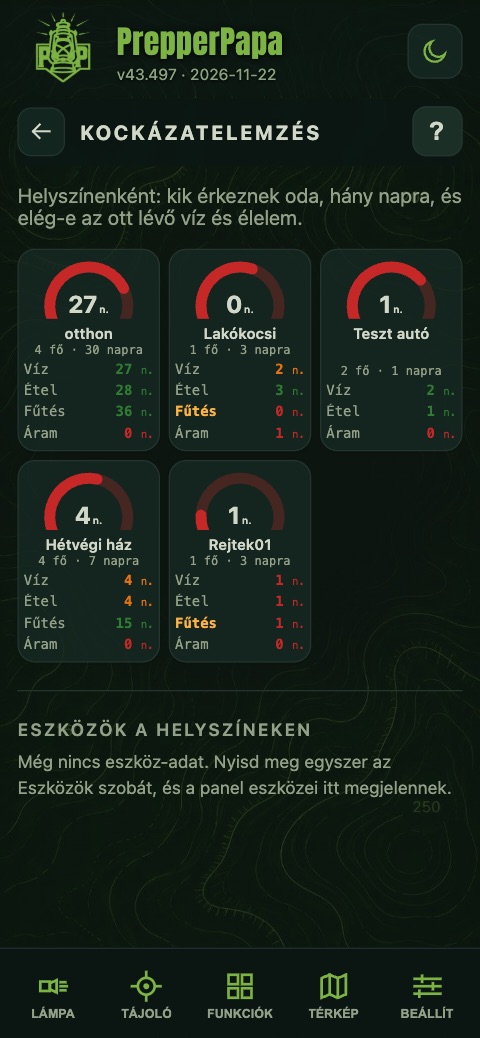 PrepperPapa
v43.497 · 2026-11-22
KOCKÁZATELEMZÉS
?
Helyszínenként: kik érkeznek oda, hány napra, és
elég-e az ott lévő víz és élelem.
27 n.
otthon
4 fő · 30 napra
Víz 27 n.
Étel 28 n.
Fűtés 36 n.
Áram 0 n.
0 n.
Lakókocsi
1 fő · 3 napra
Víz 2 n.
Étel 3 n.
Fűtés 0 n.
Áram 1 n.
1 n.
Teszt autó
2 fő · 1 napra
Víz 2 n.
Étel 1 n.
Áram 0 n.
4 n.
Hétvégi ház
4 fő · 7 napra
Víz 4 n.
Étel 4 n.
Fűtés 15 n.
Áram 0 n.
1 n.
Rejtek01
1 fő · 3 napra
Víz 1 n.
Étel 1 n.
Fűtés 1 n.
Áram 0 n.
ESZKÖZÖK A HELYSZÍNEKEN
Még nincs eszköz-adat. Nyisd meg egyszer az
Eszközök szobát, és a panel eszközei itt megjelennek.
250
LÁMPA
TÁJOLÓ
FUNKCIÓK
TÉRKÉP
BEÁLLÍT